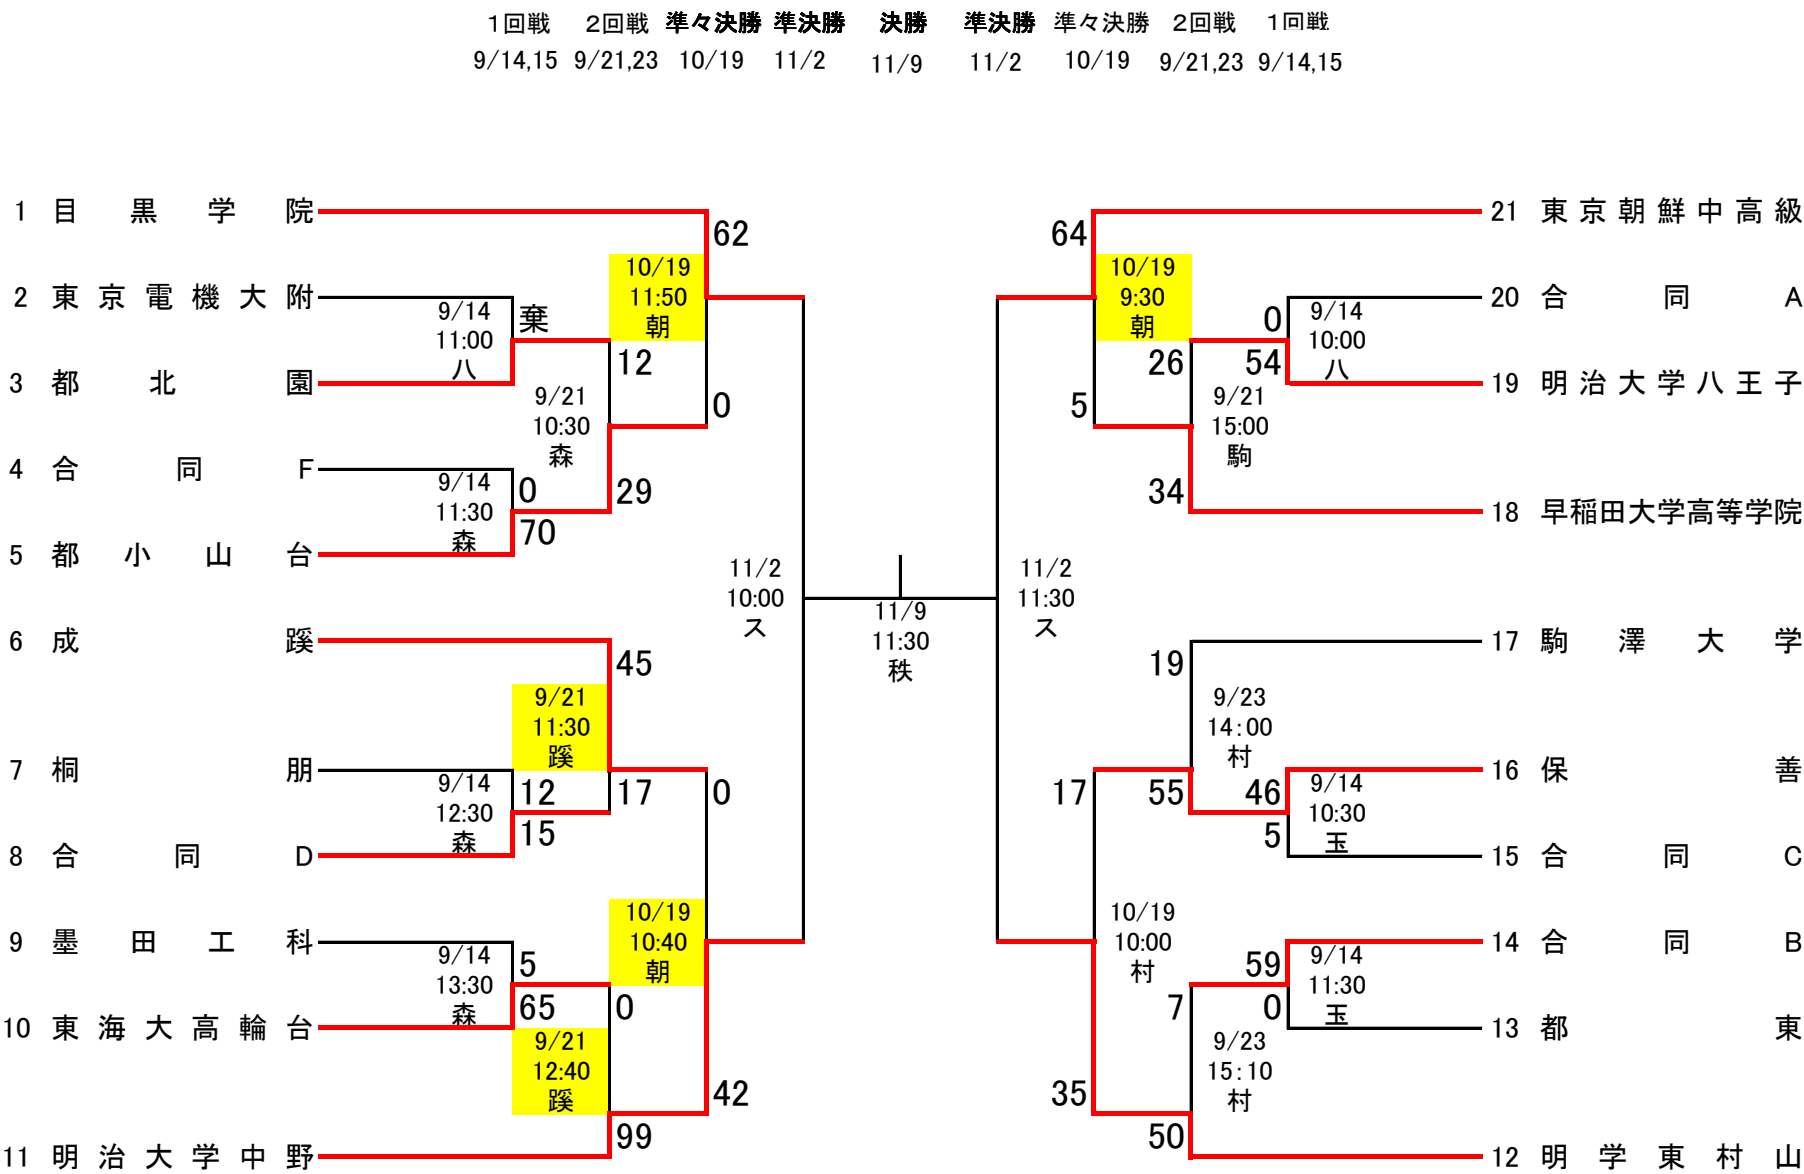 1回戦 2回戦 準々決勝 準決勝 決勝 準決勝 準々決勝 2回戦 1回戦
9/14,15 9/21,23 10/19 11/2 11/9 11/2 10/19 9/21,23 9/14,15
1 目黒学院
62
10/19
11:50
朝
2 東京電機大附
9/14
11:00
八
棄
3 都北園
12
9/21
10:30
森
0
4 合同F
9/14
11:30
森
0
70
29
5 都小山台
11/2
10:00
ス
6 成蹊
45
9/21
11:30
蹊
7 桐朋
9/14
12:30
森
12
15
17
0
8 合同D
10/19
10:40
朝
9 墨田工科
9/14
13:30
森
5
65
0
10 東海大高輪台
9/21
12:40
蹊
42
99
11 明治大学中野
11/9
11:30
秩
21 東京朝鮮中高級
64
10/19
9:30
朝
20 合同A
9/14
10:00
八
0
54
26
19 明治大学八王子
5
9/21
15:00
駒
34
18 早稲田大学高等学院
11/2
11:30
ス
17 駒澤大学
19
9/23
14:00
村
16 保善
9/14
10:30
玉
46
5
55
17
15 合同C
10/19
10:00
村
14 合同B
9/14
11:30
玉
59
0
7
13 都東
9/23
15:10
村
35
50
12 明学東村山